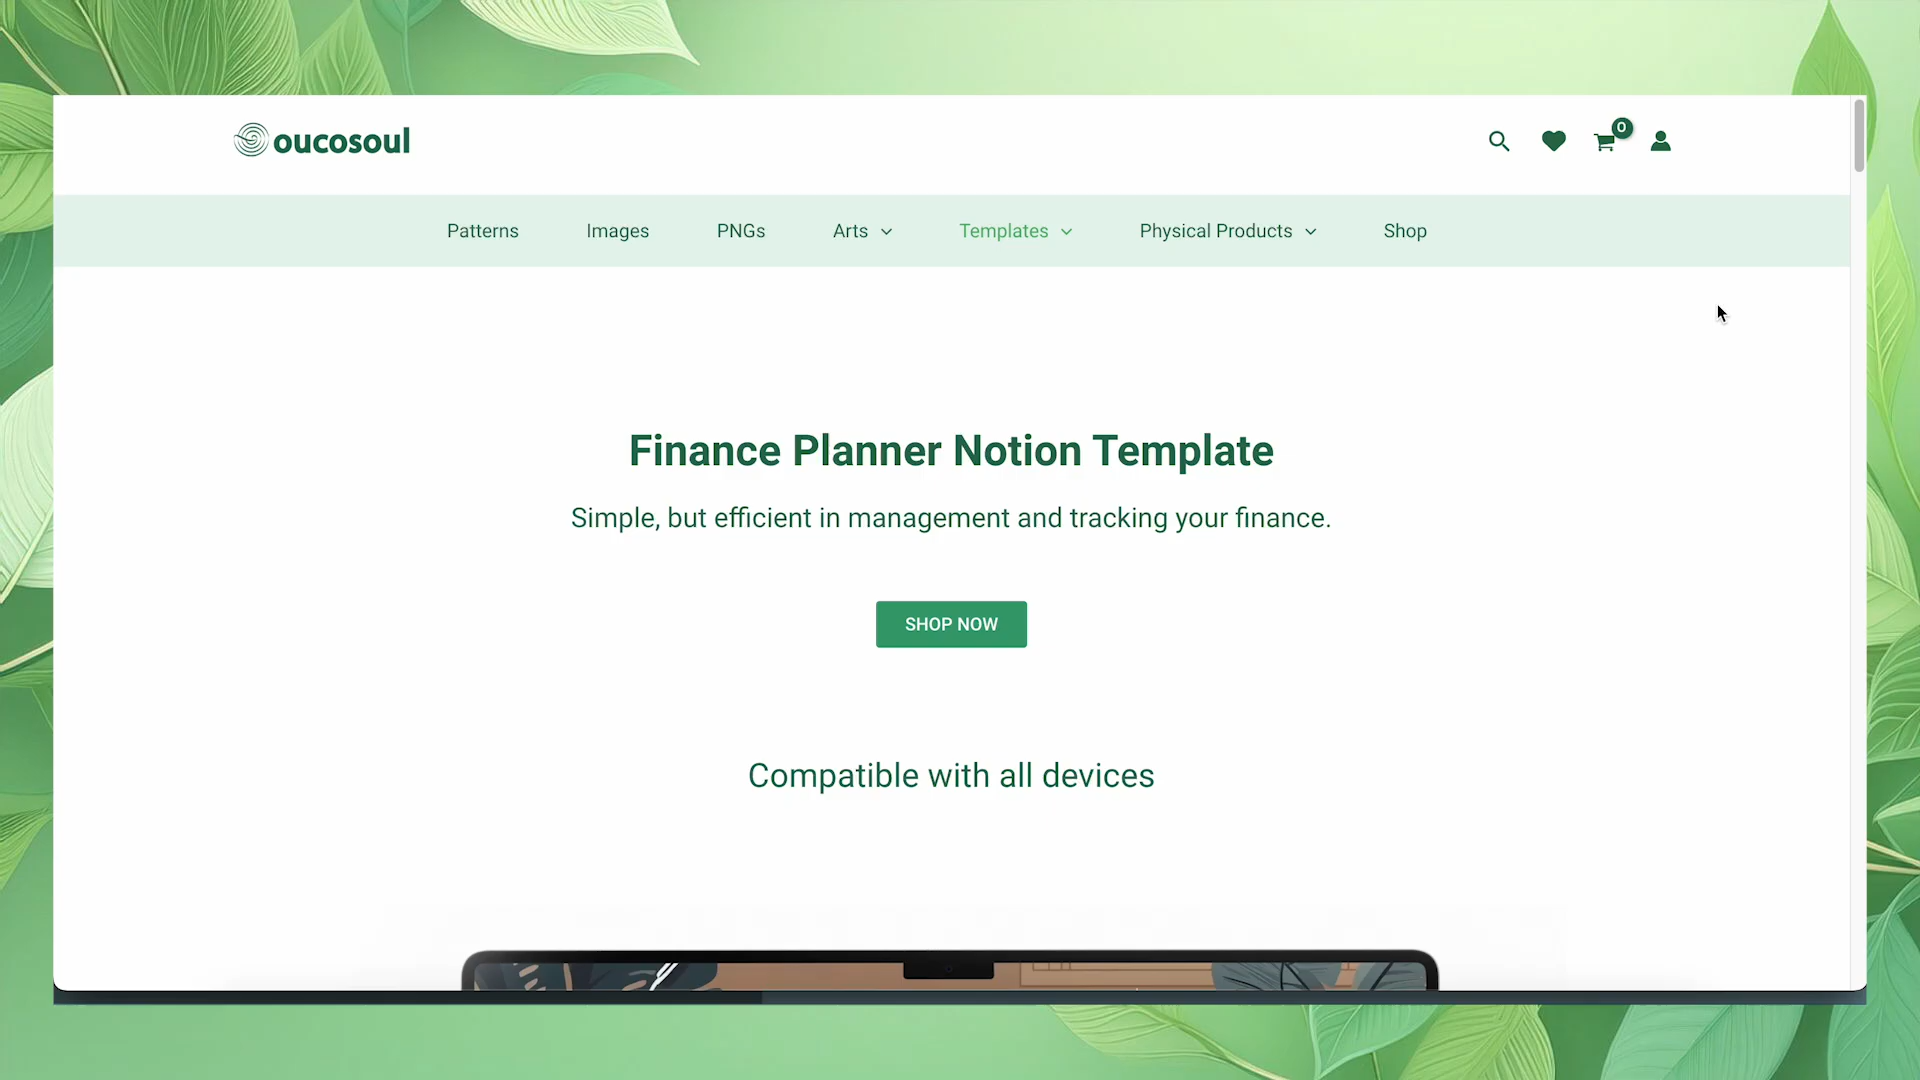 oucosoul
0
Patterns Images PNGs Arts Templates Physical Products Shop
Finance Planner Notion Template
Simple, but efficient in management and tracking your finance.
SHOP NOW
Compatible with all devices